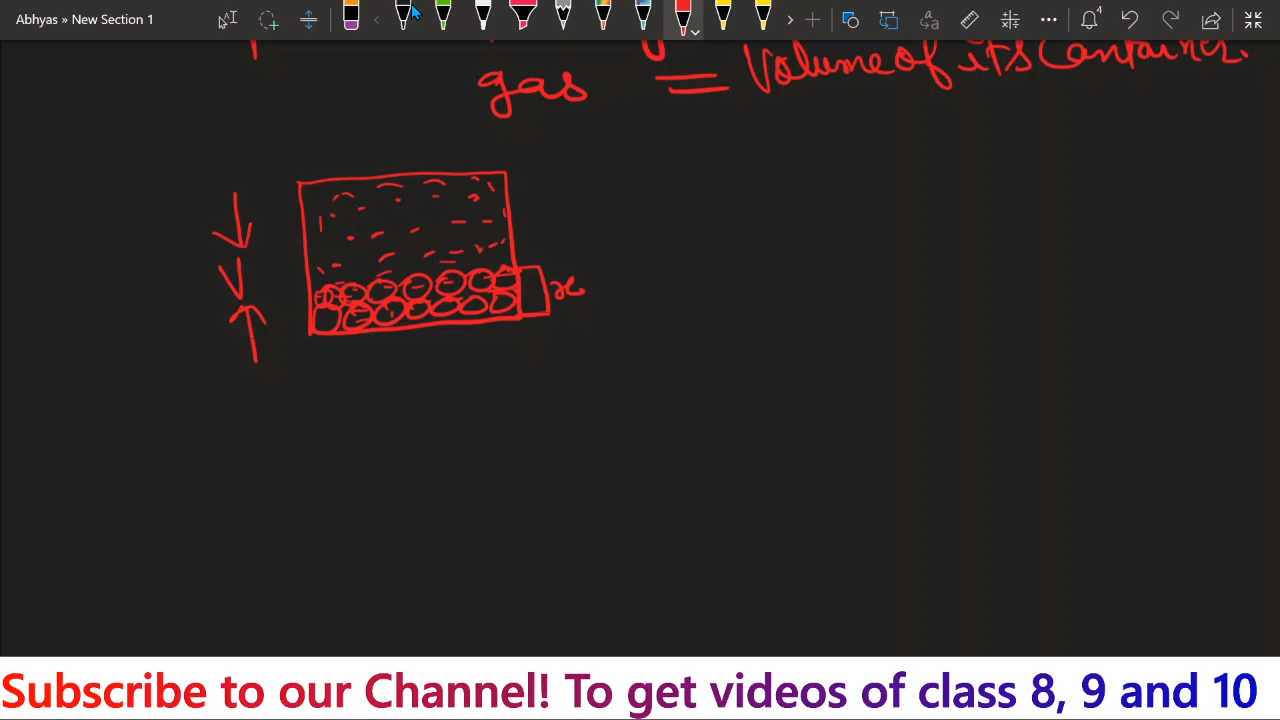 Abhyas » New Section 1
4
Volume of its Container.
gas
x
Subscribe to our Channel! To get videos of class 8, 9 and 10